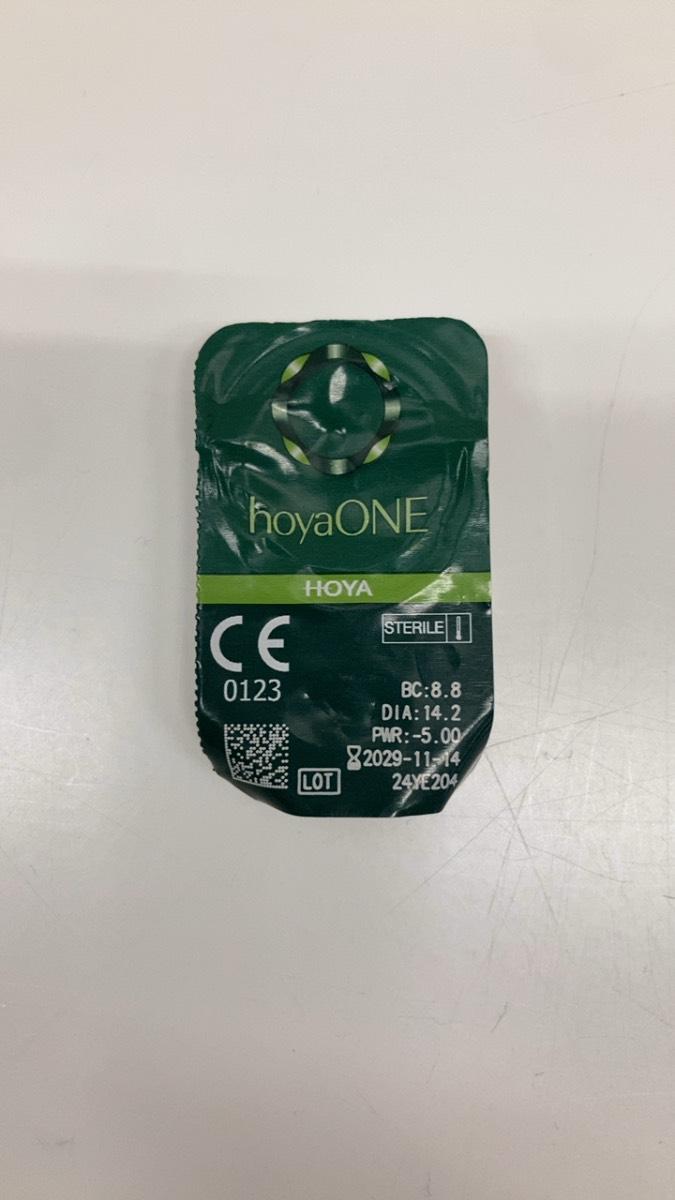 hoyaONE
HOYA
CE
0123
STERILE
BC:8.8
DIA:14.2
PWR:-5.00
2029-11-14
LOT
24YE204